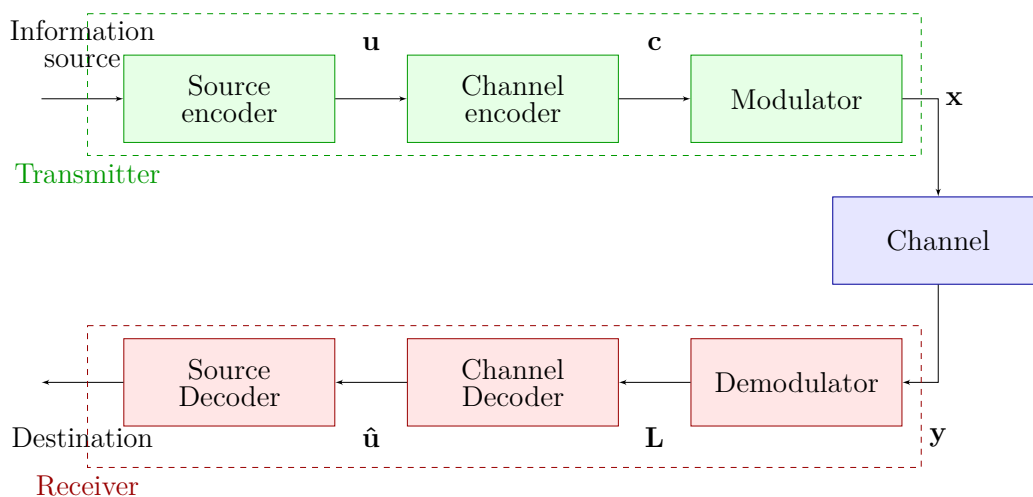 Information
source
u
c
Source
encoder
Channel
encoder
Modulator
x
Transmitter
Channel
Source
Decoder
Channel
Decoder
Demodulator
Destination
û
L
y
Receiver